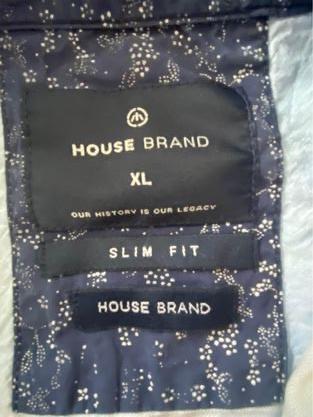 HOUSE BRAND
XL
OUR HISTORY IS OUR LEGACY
SLIM FIT
HOUSE BRAND